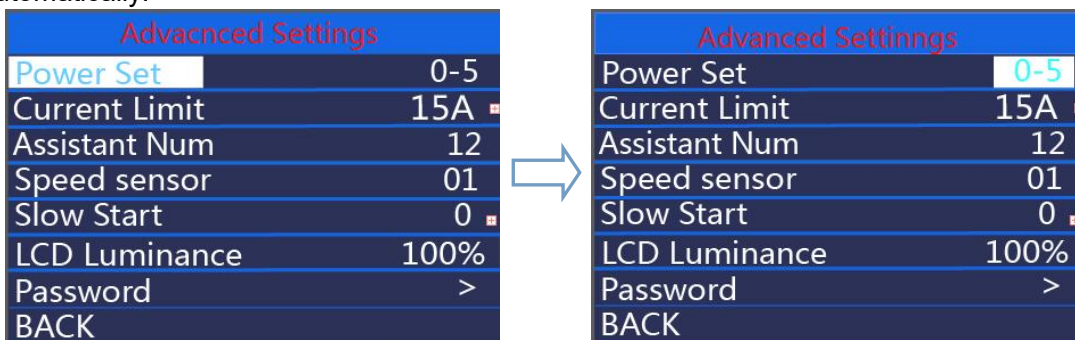 Advacnced Settings
Power Set 0-5
Current Limit 15A
Assistant Num 12
Speed sensor 01
Slow Start 0
LCD Luminance 100%
Password >
BACK
Advanced Settinngs
Power Set 0-5
Current Limit 15A
Assistant Num 12
Speed sensor 01
Slow Start 0
LCD Luminance 100%
Password >
BACK